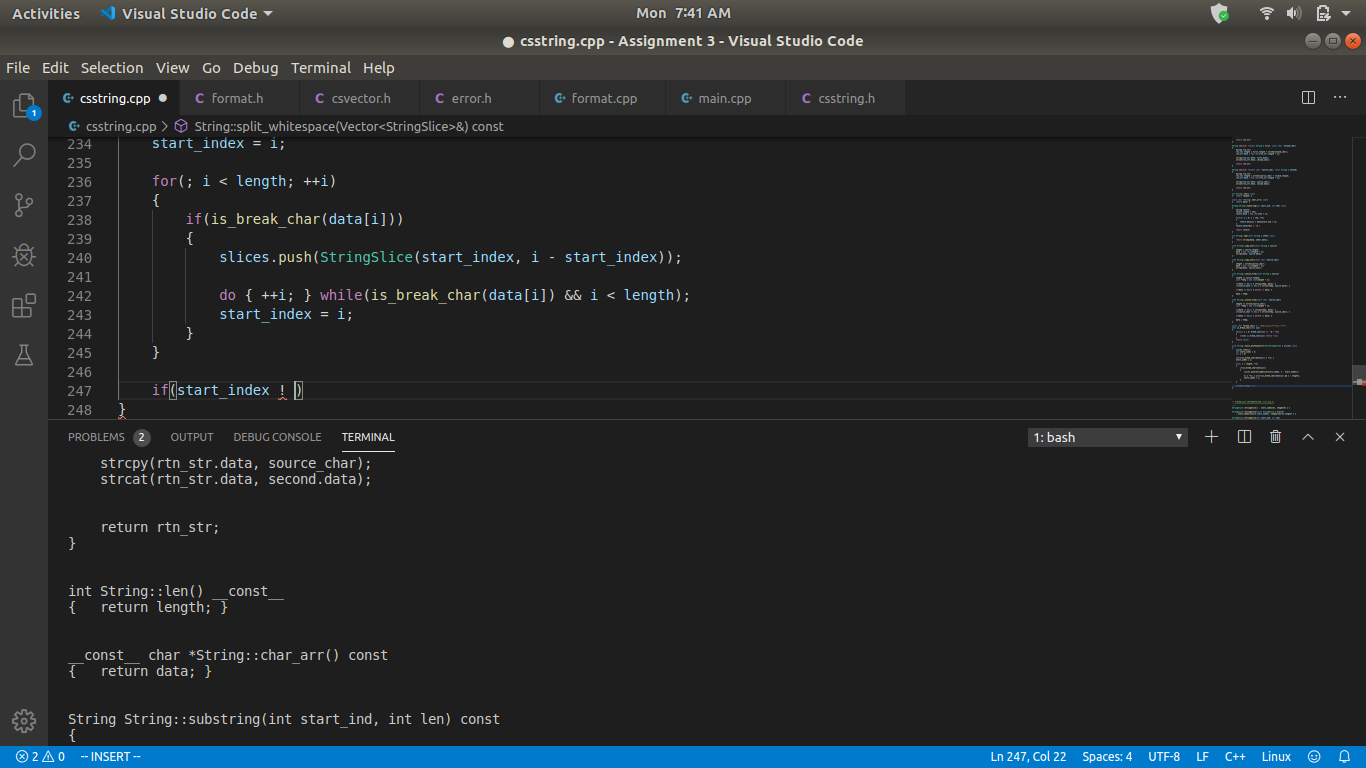 Activities Visual Studio Code Mon 7:41 AM
● csstring.cpp - Assignment 3 - Visual Studio Code
File Edit Selection View Go Debug Terminal Help
csstring.cpp ● C format.h C csvector.h C error.h format.cpp main.cpp C csstring.h
1
csstring.cpp > String::split_whitespace(Vector<StringSlice>&) const
234 start_index = i;
235
236 for(; i < length; ++i)
237 {
238 if(is_break_char(data[i]))
239 {
240 slices.push(StringSlice(start_index, i - start_index));
241
242 do { ++i; } while(is_break_char(data[i]) && i < length);
243 start_index = i;
244 }
245 }
246
247 if(start_index ! )
248 }
PROBLEMS 2 OUTPUT DEBUG CONSOLE TERMINAL 1: bash
strcpy(rtn_str.data, source_char);
strcat(rtn_str.data, second.data);
return rtn_str;
}
int String::len() __const__
{ return length; }
__const__ char *String::char_arr() const
{ return data; }
String String::substring(int start_ind, int len) const
{
2 0 -- INSERT -- Ln 247, Col 22 Spaces: 4 UTF-8 LF C++ Linux